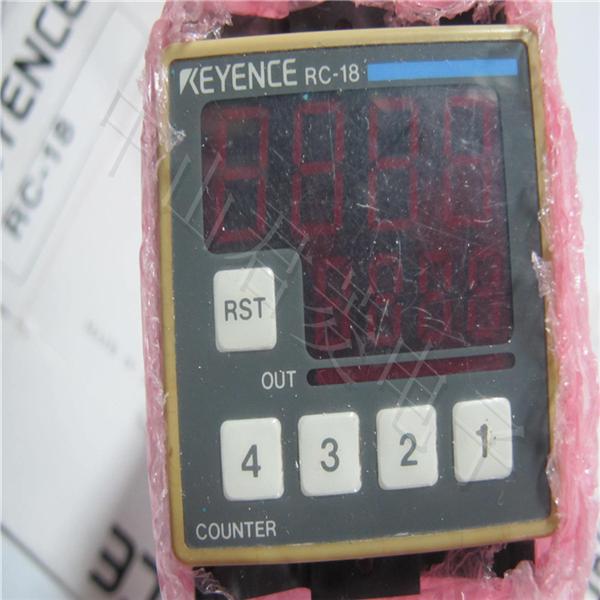 KEYENCE RC-18
RST
OUT
4 3 2 1
COUNTER
KEYENCE
RC-18